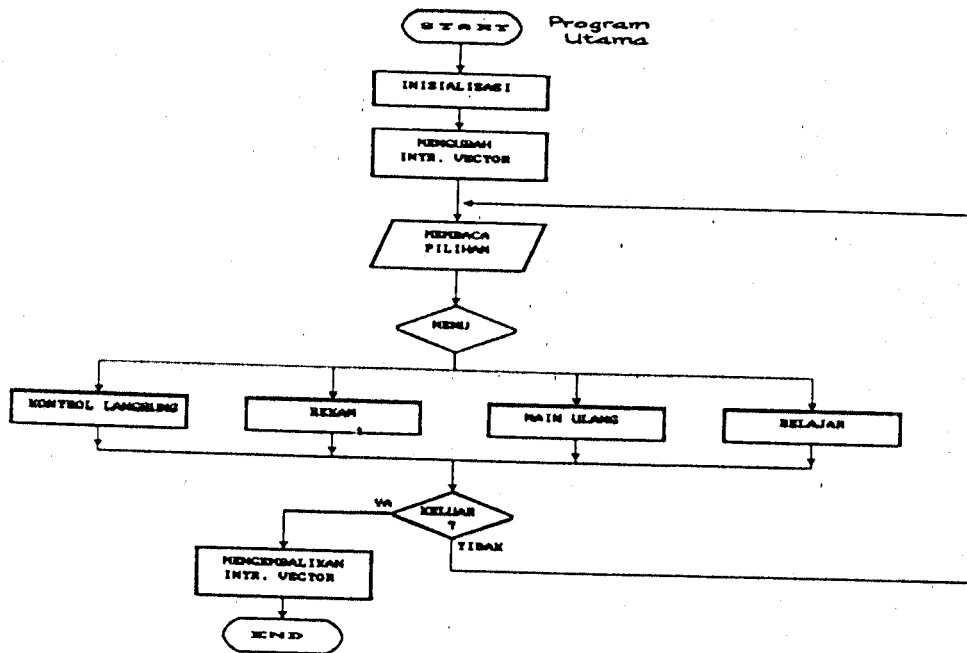 START
Program
Utama
INISIALISASI
MENGUBAH
INTR. VECTOR
MEMBACA
PILIHAN
MENU
KONTROL LANGSUNG
REKAM
MAIN ULANG
BELAJAR
YA
KELUAR
?
TIDAK
MENGEMBALIKAN
INTR. VECTOR
END